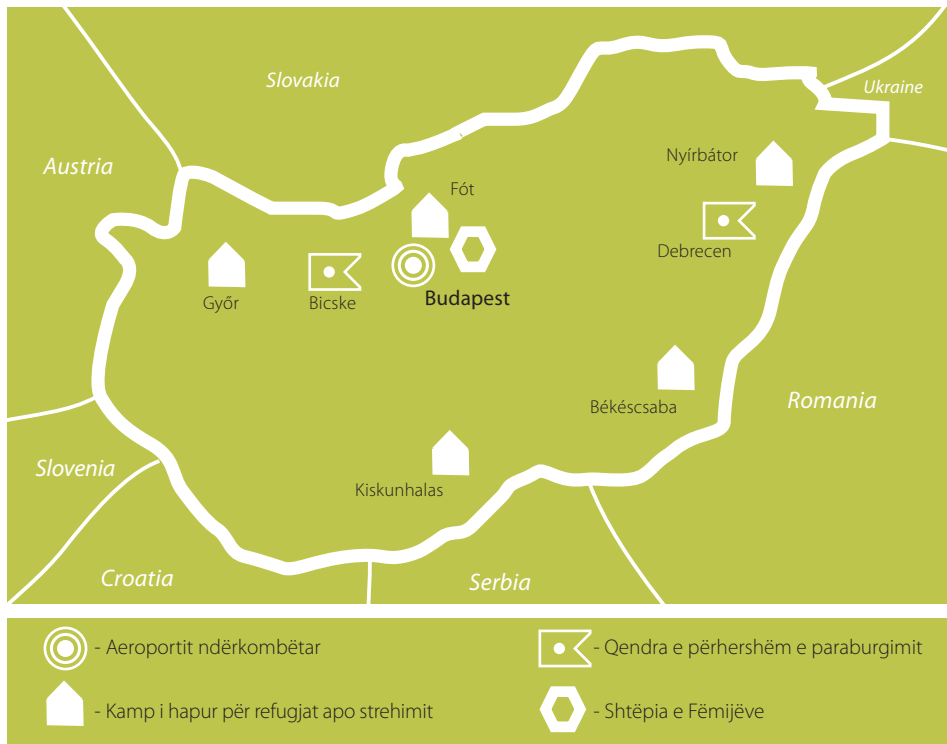 Slovakia
Ukraine
Austria
Nyírbátor
Fót
Debrecen
Győr
Bicske
Budapest
Romania
Békéscsaba
Slovenia
Kiskunhalas
Croatia
Serbia
- Aeroportit ndërkombëtar
- Qendra e përhershëm e paraburgimit
- Kamp i hapur për refugjat apo strehimit
- Shtëpia e Fëmijëve